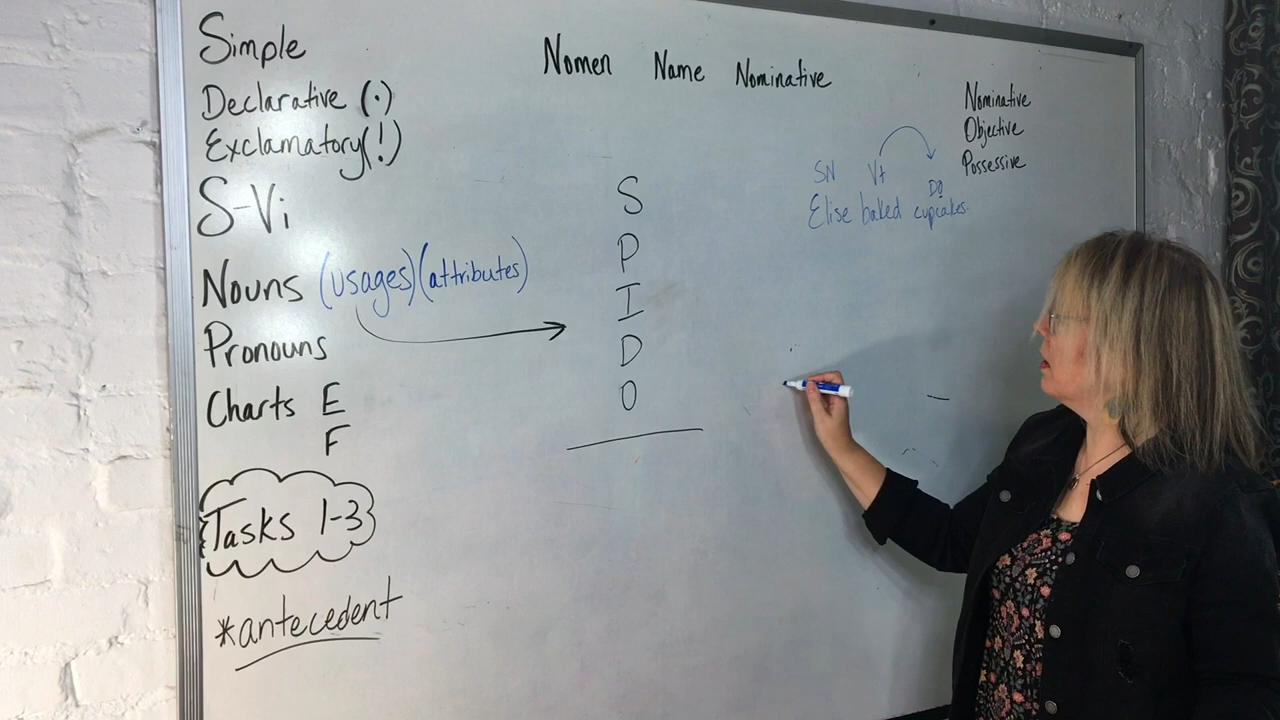 Simple
Declarative (.)
Exclamatory(!)
S-Vi
Nouns (usages)(attributes)
Pronouns
Charts E
F
Tasks 1-3
*antecedent
Nomen Name Nominative
S
P
I
D
O
SN Vt DO
Elise baked cupcakes.
Nominative
Objective
Possessive